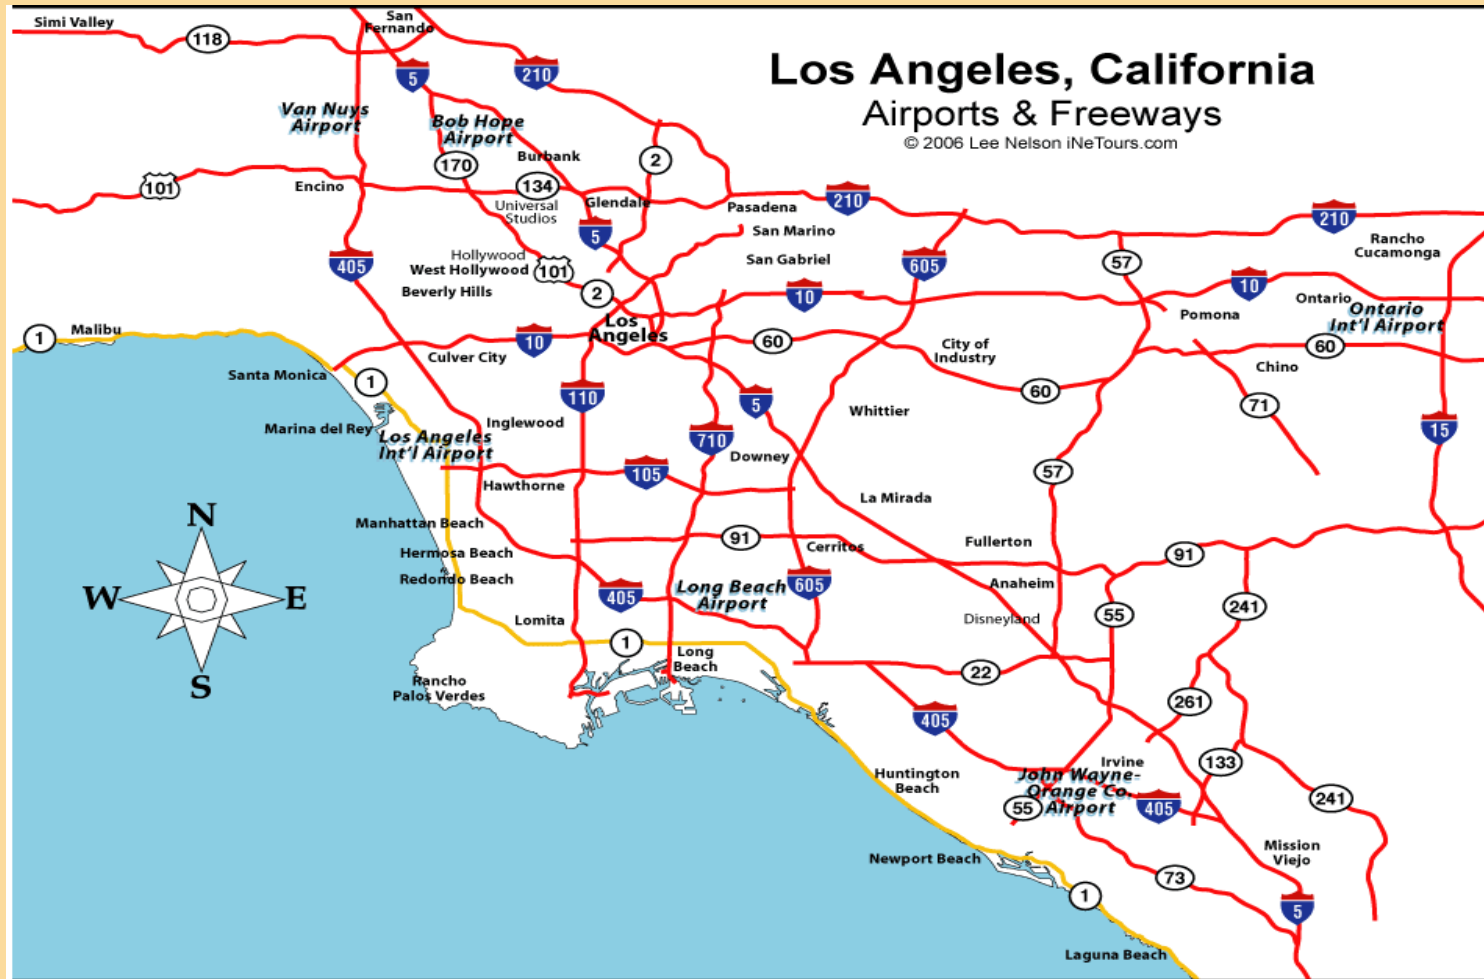 Los Angeles, California
Airports & Freeways
© 2006 Lee Nelson iNeTours.com
Simi Valley
118
San
Fernando
5
210
Van Nuys
Airport
Bob Hope
Airport
170
Burbank
2
101
Encino
134
Universal
Studios
Glendale
5
Pasadena
210
210
San Marino
Rancho
Cucamonga
405
Hollywood
West Hollywood
101
Beverly Hills
2
San Gabriel
605
57
10
10
Ontario
Ontario
Int'l Airport
Pomona
1
Malibu
Los
Angeles
10
Culver City
60
City of
Industry
60
Chino
Santa Monica
1
110
5
60
71
Whittier
Inglewood
Marina del Rey
Los Angeles
Int'l Airport
710
Downey
15
105
57
Hawthorne
La Mirada
N
W
E
S
Manhattan Beach
91
Cerritos
Fullerton
91
Hermosa Beach
Redondo Beach
405
Long Beach
Airport
605
Anaheim
Disneyland
55
241
Lomita
1
Long
Beach
22
Rancho
Palos Verdes
261
405
Irvine
133
Huntington
Beach
John Wayne-
Orange Co.
Airport
55
405
241
Newport Beach
Mission
Viejo
73
1
5
Laguna Beach